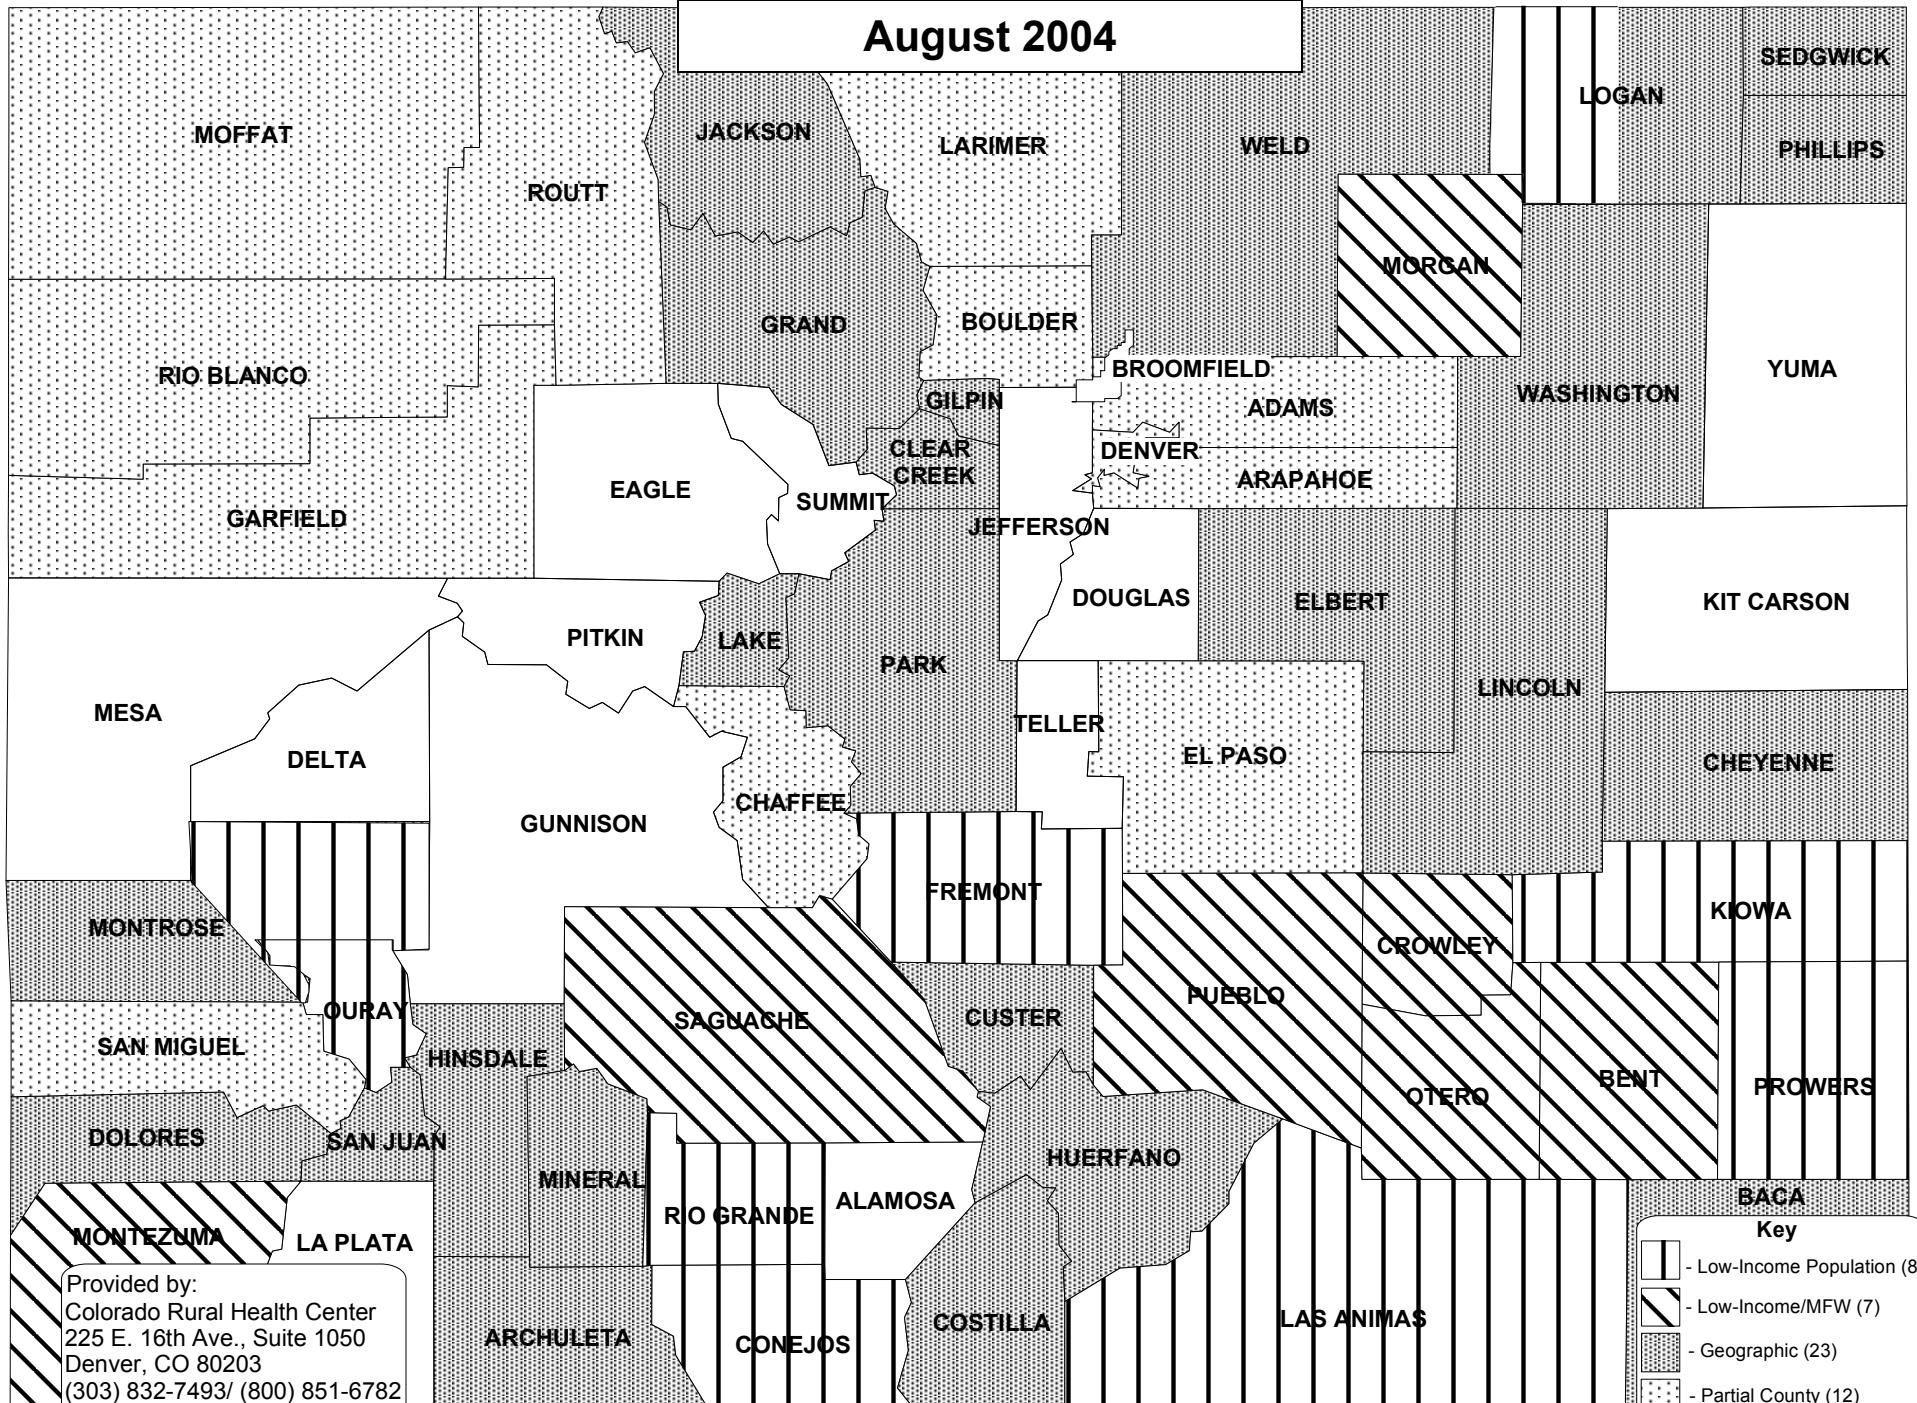 August 2004
SEDGWICK
LOGAN
MOFFAT
JACKSON
LARIMER
WELD
PHILLIPS
ROUTT
MORGAN
GRAND
BOULDER
RIO BLANCO
BROOMFIELD
YUMA
GILPIN
ADAMS
WASHINGTON
CLEAR
CREEK
DENVER
EAGLE
SUMMIT
ARAPAHOE
GARFIELD
JEFFERSON
DOUGLAS
ELBERT
KIT CARSON
PITKIN
LAKE
PARK
LINCOLN
MESA
TELLER
DELTA
EL PASO
CHEYENNE
CHAFFEE
GUNNISON
FREMONT
KIOWA
MONTROSE
CROWLEY
PUEBLO
OURAY
SAGUACHE
CUSTER
SAN MIGUEL
HINSDALE
BENT
PROWERS
OTERO
DOLORES
SAN JUAN
HUERFANO
MINERAL
ALAMOSA
BACA
RIO GRANDE
MONTEZUMA
LA PLATA
Key
- Low-Income Population (8
- Low-Income/MFW (7)
- Geographic (23)
- Partial County (12)
LAS ANIMAS
COSTILLA
ARCHULETA
CONEJOS
Provided by:
Colorado Rural Health Center
225 E. 16th Ave., Suite 1050
Denver, CO 80203
(303) 832-7493/ (800) 851-6782